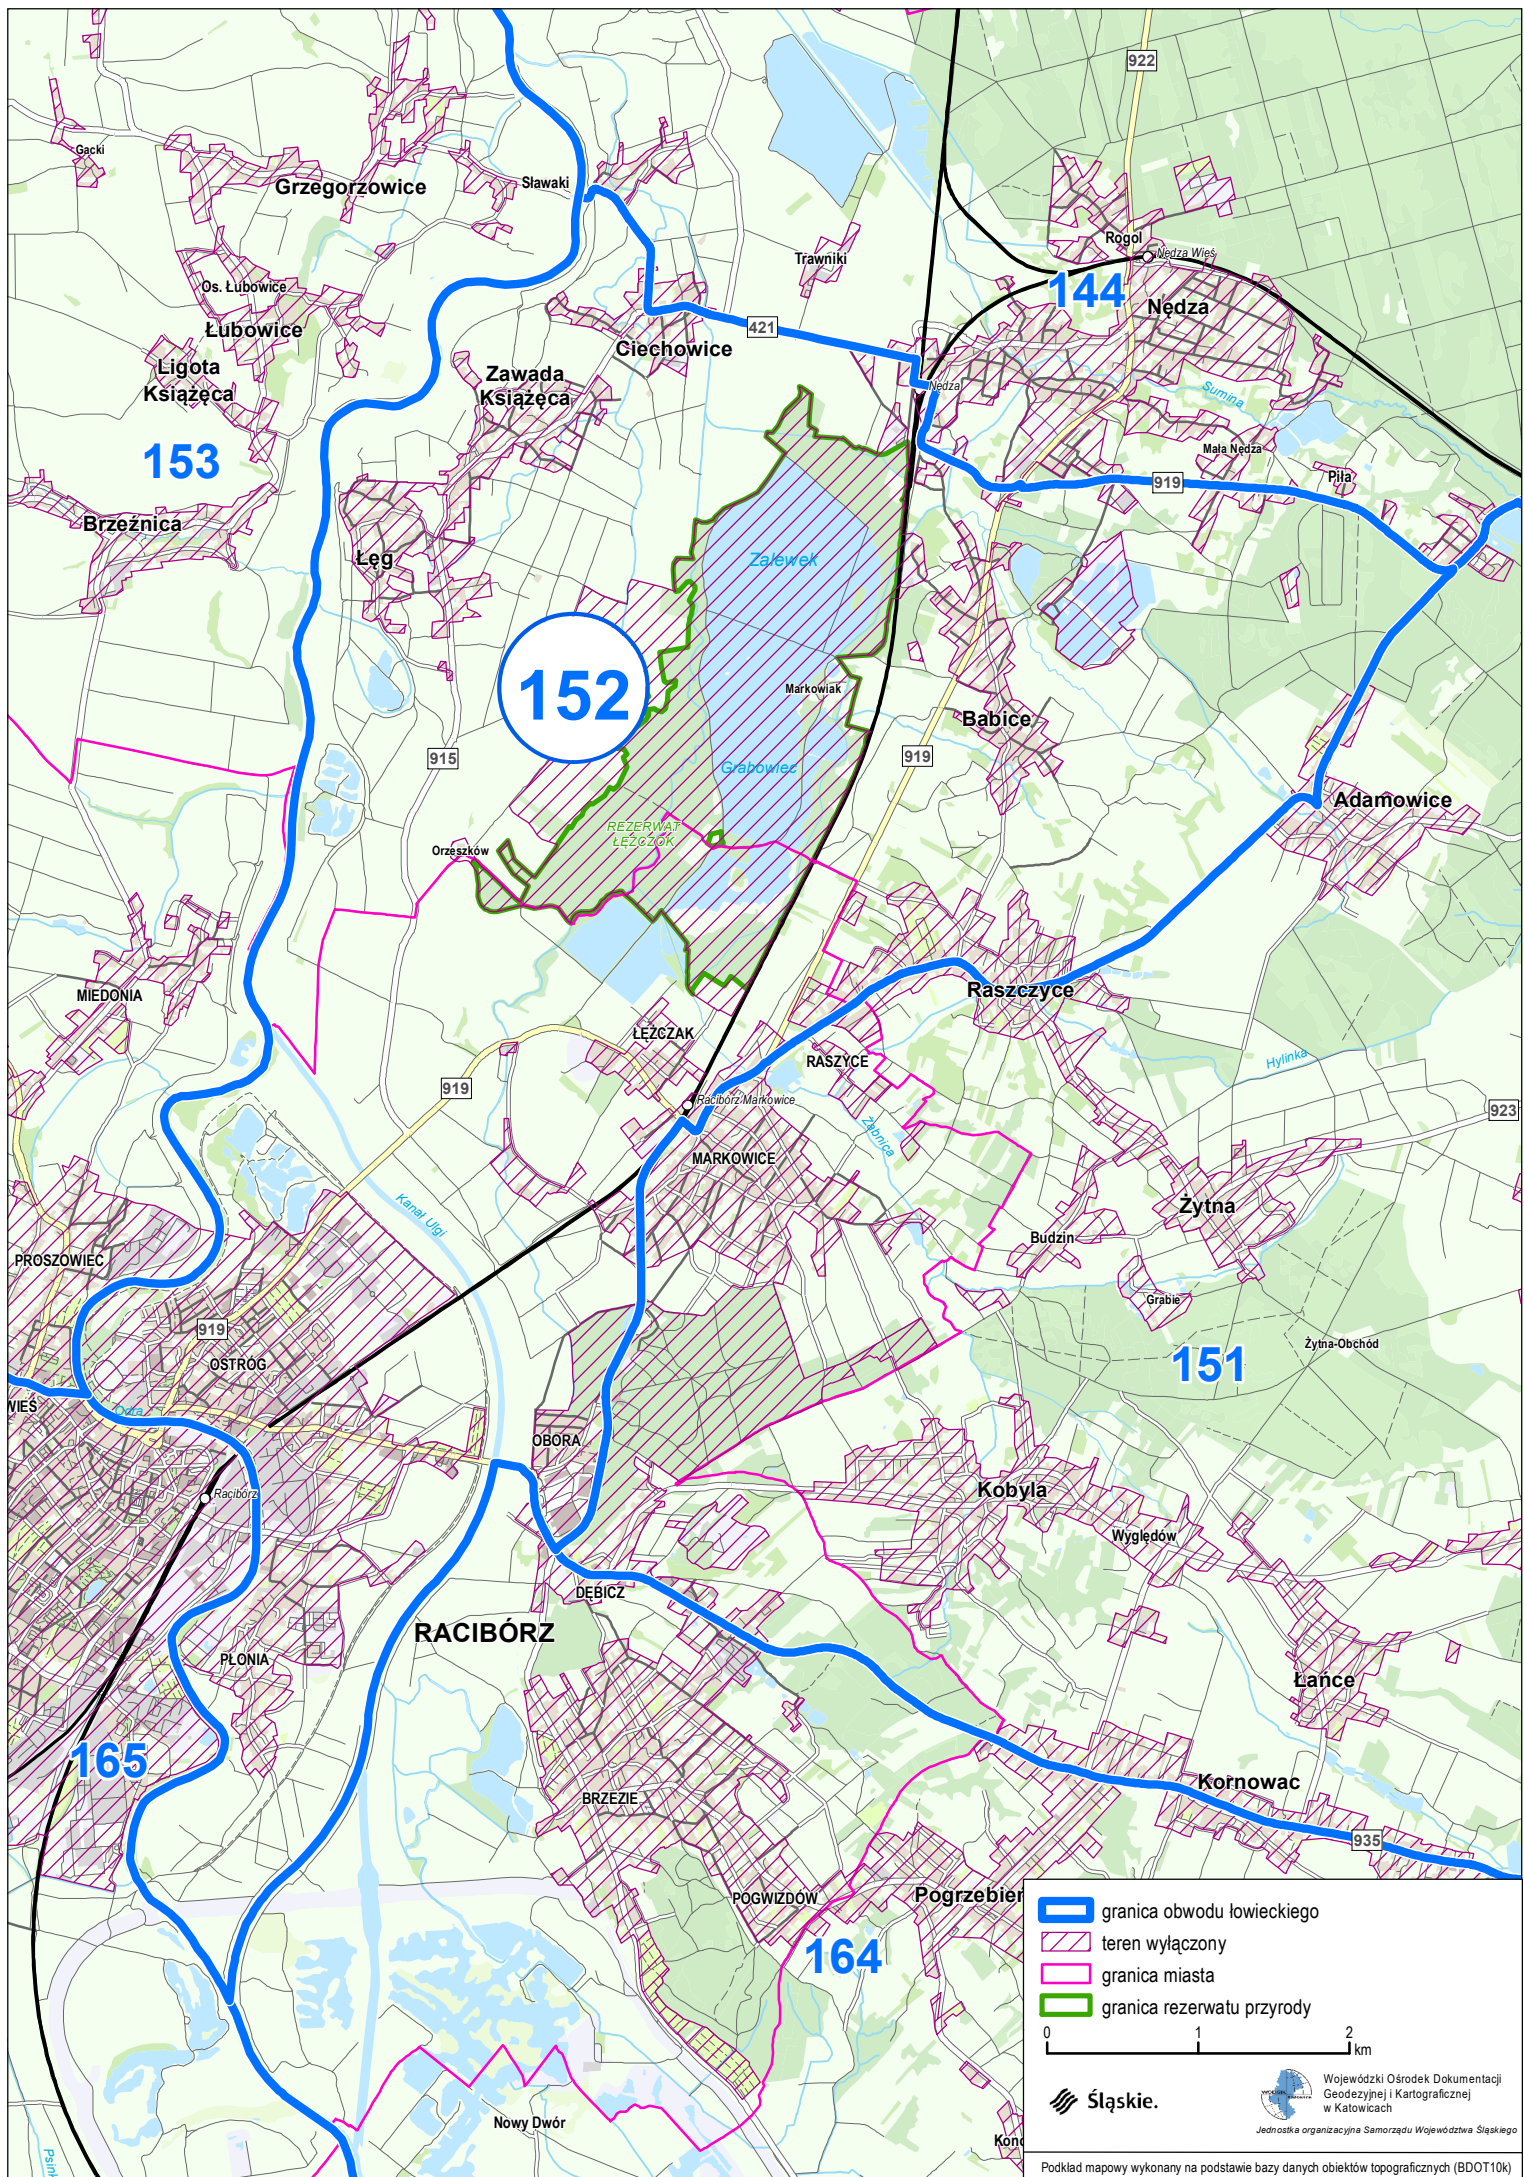 922
Gacki
Grzegorzowice
Sławaki
Rogol
Nędza Wieś
Trawniki
Os. Łubowice
144
Nędza
Łubowice
421
Ciechowice
Ligota
Książęca
Zawada
Książęca
Nędza
Sumina
153
Mała Nędza
Piła
919
Brzeźnica
Łęg
Zalewek
152
Markowiak
Babice
915
919
Grabowiec
Adamowice
REZERWAT
ŁĘŻCZOK
Orzeszków
MIEDONIA
Raszczyce
ŁĘŻCZAK
RASZYCE
Hylinka
919
Racibórz Markowice
923
Żabnica
MARKOWICE
Kanał Ulgi
Żytna
Budzin
PROSZOWIEC
Grabie
919
Żytna-Obchód
OSTRÓG
151
WIEŚ
Odra
OBORA
Kobyla
Racibórz
Wyględów
DĘBICZ
RACIBÓRZ
PŁONIA
Łańce
165
Kornowac
BRZEZIE
935
POGWIZDÓW
Pogrzebień
164
Nowy Dwór
Kono
Psink
granica obwodu łowieckiego
teren wyłączony
granica miasta
granica rezerwatu przyrody
0 1 2
km
Śląskie.
WODGiK KATOWICE
Wojewódzki Ośrodek Dokumentacji
Geodezyjnej i Kartograficznej
w Katowicach
Jednostka organizacyjna Samorządu Województwa Śląskiego
Podkład mapowy wykonany na podstawie bazy danych obiektów topograficznych (BDOT10k)